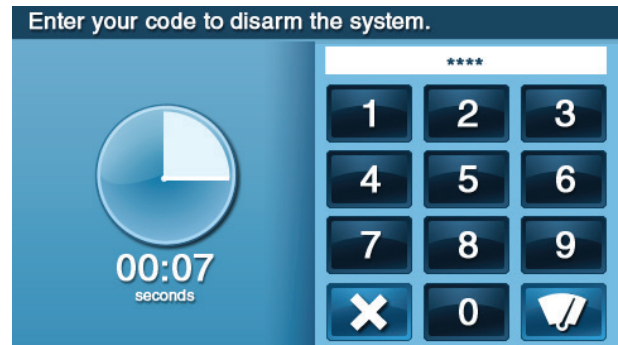 Enter your code to disarm the system.
****
1 2 3
4 5 6
00:07
7 8 9
seconds
0